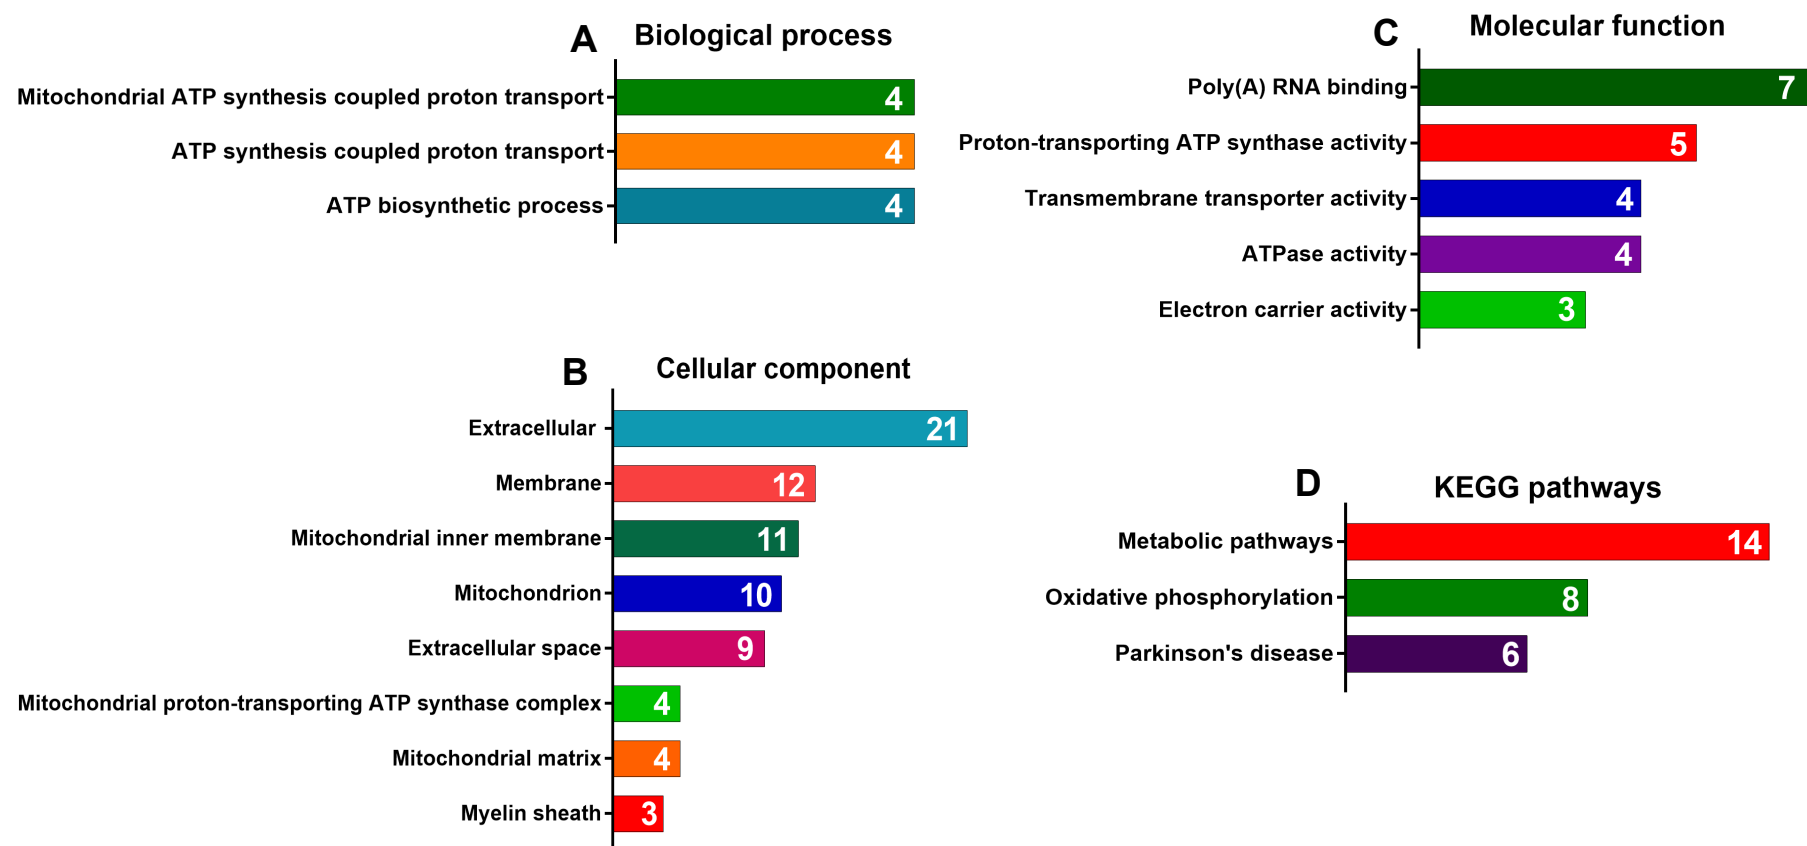 A Biological process
Mitochondrial ATP synthesis coupled proton transport 4
ATP synthesis coupled proton transport 4
ATP biosynthetic process 4
B Cellular component
Extracellular 21
Membrane 12
Mitochondrial inner membrane 11
Mitochondrion 10
Extracellular space 9
Mitochondrial proton-transporting ATP synthase complex 4
Mitochondrial matrix 4
Myelin sheath 3
C Molecular function
Poly(A) RNA binding 7
Proton-transporting ATP synthase activity 5
Transmembrane transporter activity 4
ATPase activity 4
Electron carrier activity 3
D KEGG pathways
Metabolic pathways 14
Oxidative phosphorylation 8
Parkinson's disease 6